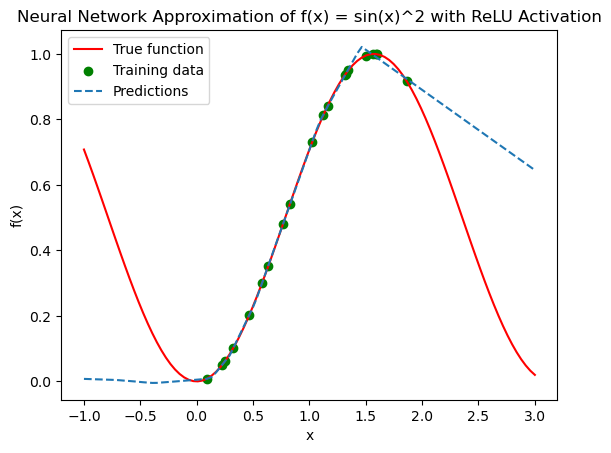 Neural Network Approximation of f(x) = sin(x)^2 with ReLU Activation
True function
Training data
Predictions
f(x)
1.0
0.8
0.6
0.4
0.2
0.0
−1.0 −0.5 0.0 0.5 1.0 1.5 2.0 2.5 3.0
x